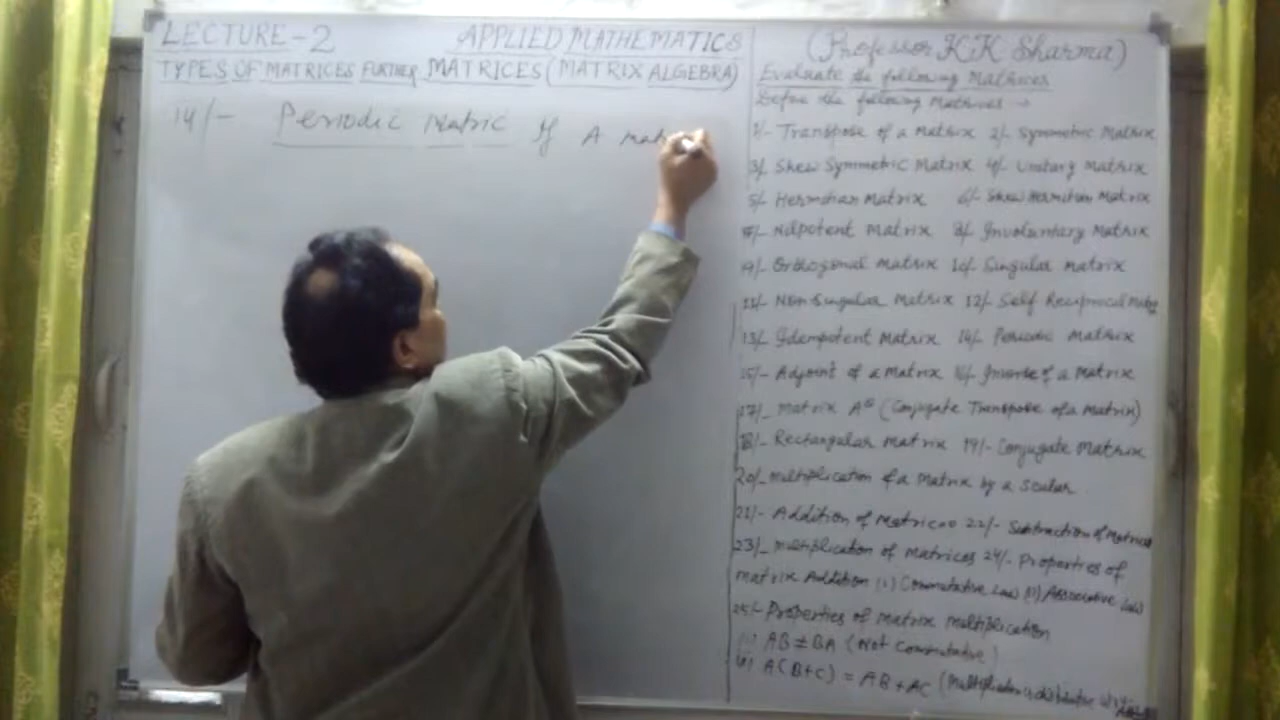 LECTURE-2 APPLIED MATHEMATICS
TYPES OF MATRICES FURTHER MATRICES (MATRIX ALGEBRA)
14/- Periodic Matric If A mat
(Professor KK Sharma)
Evaluate the following Matrices
Define the following Matrices →
1/- Transpose of a Matrix 2/- Symmetric Matrix
3/- Skew Symmetric Matrix 4/- Unitary Matrix
5/- Hermitian Matrix 6/- Skew Hermitian Matrix
7/- Nilpotent Matrix 8/- Involuntary Matrix
9/- Orthogonal Matrix 10/- Singular Matrix
11/- Non Singular Matrix 12/- Self Reciprocal
13/- Idempotent Matrix 14/- Periodic Matrix
15/- Adjoint of a Matrix 16/- Inverse of a Matrix
17/- Matrix (Conjugate Transpose of a Matrix)
18/- Rectangular Matrix 19/- Conjugate Matrix
20/- Multiplication of a Matrix by a Scalar
21/- Addition of Matrices 22/- Subtraction of Matrices
23/- Multiplication of Matrices 24/- Properties of
Matrix Addition (i) Commutative Law (ii) Associative Law
25/- Properties of Matrix Multiplication
(i) AB ≠ BA (Not Commutative)
(ii) A(B+C) = AB + AC (Multiplication is distributive